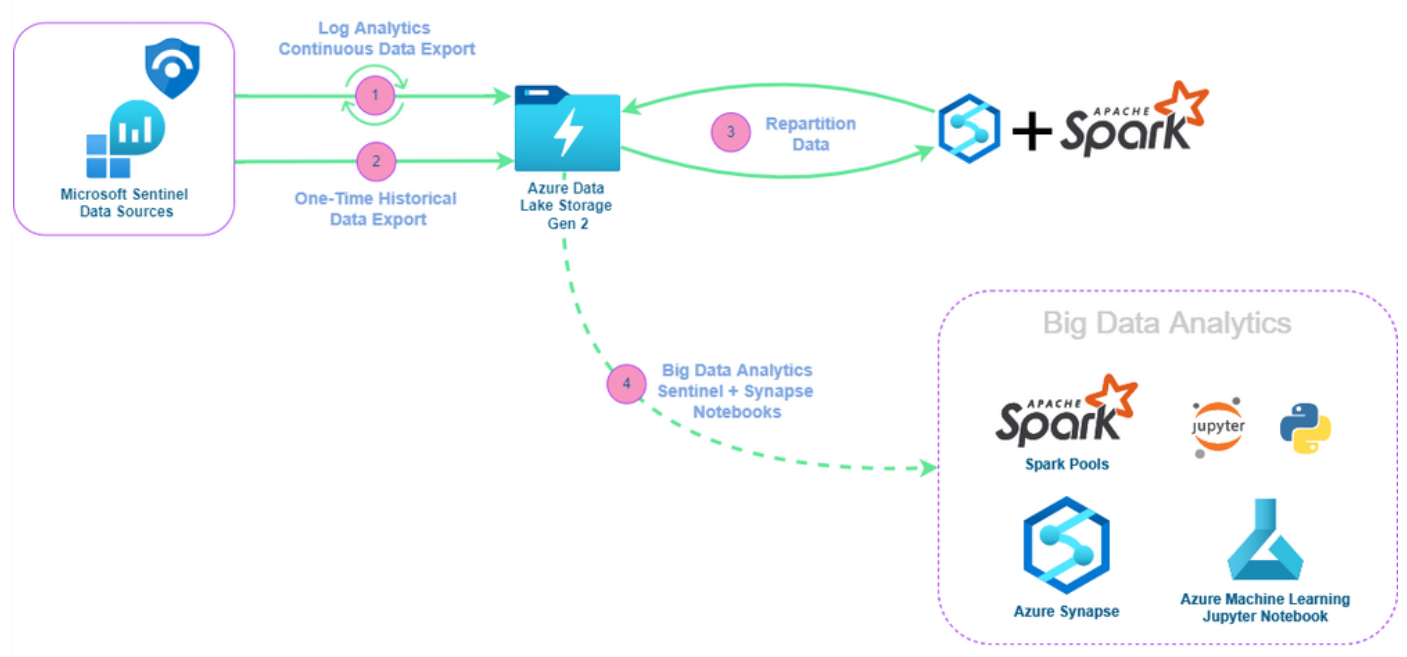 Log Analytics
Continuous Data Export
1
2
Microsoft Sentinel
Data Sources
One-Time Historical
Data Export
Azure Data
Lake Storage
Gen 2
3
Repartition
Data
+
APACHE
Spark
4
Big Data Analytics
Sentinel + Synapse
Notebooks
Big Data Analytics
APACHE
Spark
Spark Pools
jupyter
Azure Synapse
Azure Machine Learning
Jupyter Notebook